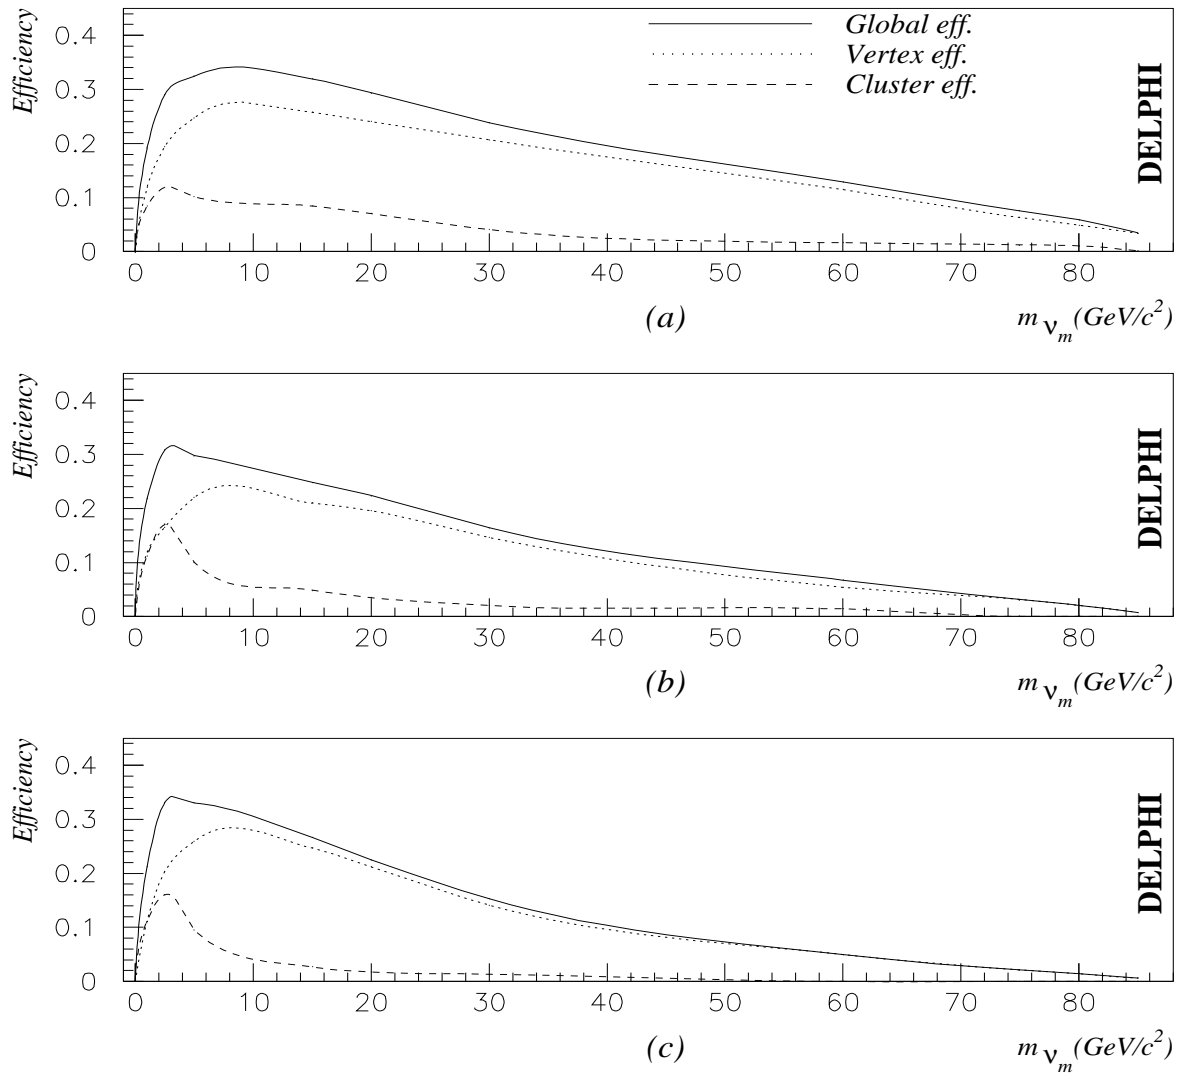 Global eff.
Vertex eff.
Cluster eff.
Efficiency
DELPHI
0.4
0.3
0.2
0.1
0
0 10 20 30 40 50 60 70 80
(a)
m νm (GeV/c²)
Efficiency
DELPHI
0.4
0.3
0.2
0.1
0
0 10 20 30 40 50 60 70 80
(b)
m νm (GeV/c²)
Efficiency
DELPHI
0.4
0.3
0.2
0.1
0
0 10 20 30 40 50 60 70 80
(c)
m νm (GeV/c²)